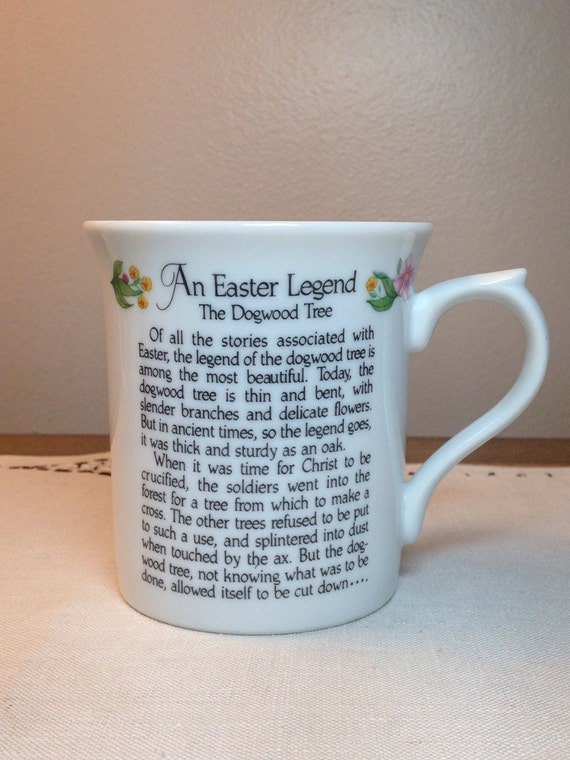 An Easter Legend
The Dogwood Tree
Of all the stories associated with
Easter, the legend of the dogwood tree is
among the most beautiful. Today, the
dogwood tree is thin and bent, with
slender branches and delicate flowers.
But in ancient times, so the legend goes,
it was thick and sturdy as an oak.
When it was time for Christ to be
crucified, the soldiers went into the
forest for a tree from which to make a
cross. The other trees refused to be put
to such a use, and splintered into dust
when touched by the ax. But the dog-
wood tree, not knowing what was to be
done, allowed itself to be cut down....